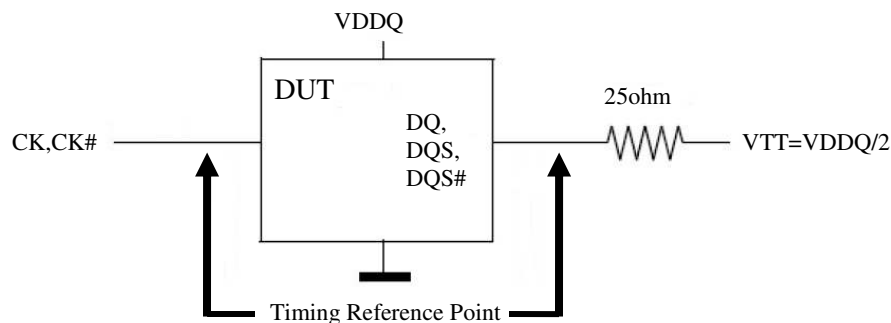 VDDQ
DUT
25ohm
CK,CK#
DQ,
DQS,
DQS#
VTT=VDDQ/2
Timing Reference Point